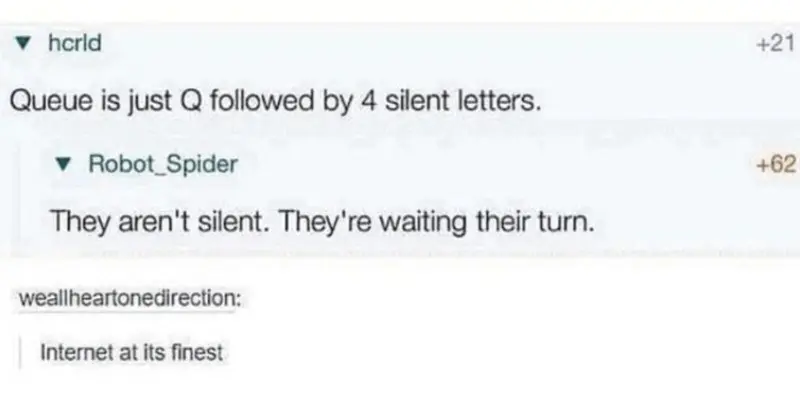 ▼ hcrld +21
Queue is just Q followed by 4 silent letters.
▼ Robot_Spider +62
They aren't silent. They're waiting their turn.
weallheartonedirection:
Internet at its finest